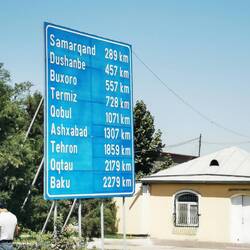 Samarqand 289 km
Dushanbe 457 km
Buxoro 557 km
Termiz 728 km
Qobul 1071 km
Ashxabad 1307 km
Tehron 1859 km
Oqtau 2179 km
Baku 2279 km